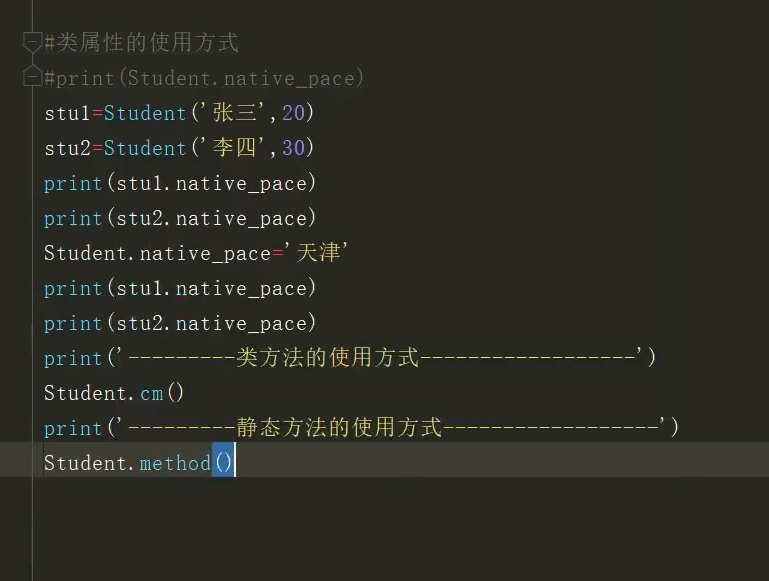 #类属性的使用方式
#print(Student.native_pace)
stu1=Student('张三',20)
stu2=Student('李四',30)
print(stu1.native_pace)
print(stu2.native_pace)
Student.native_pace='天津'
print(stu1.native_pace)
print(stu2.native_pace)
print('---------类方法的使用方式------------------')
Student.cm()
print('---------静态方法的使用方式------------------')
Student.method()